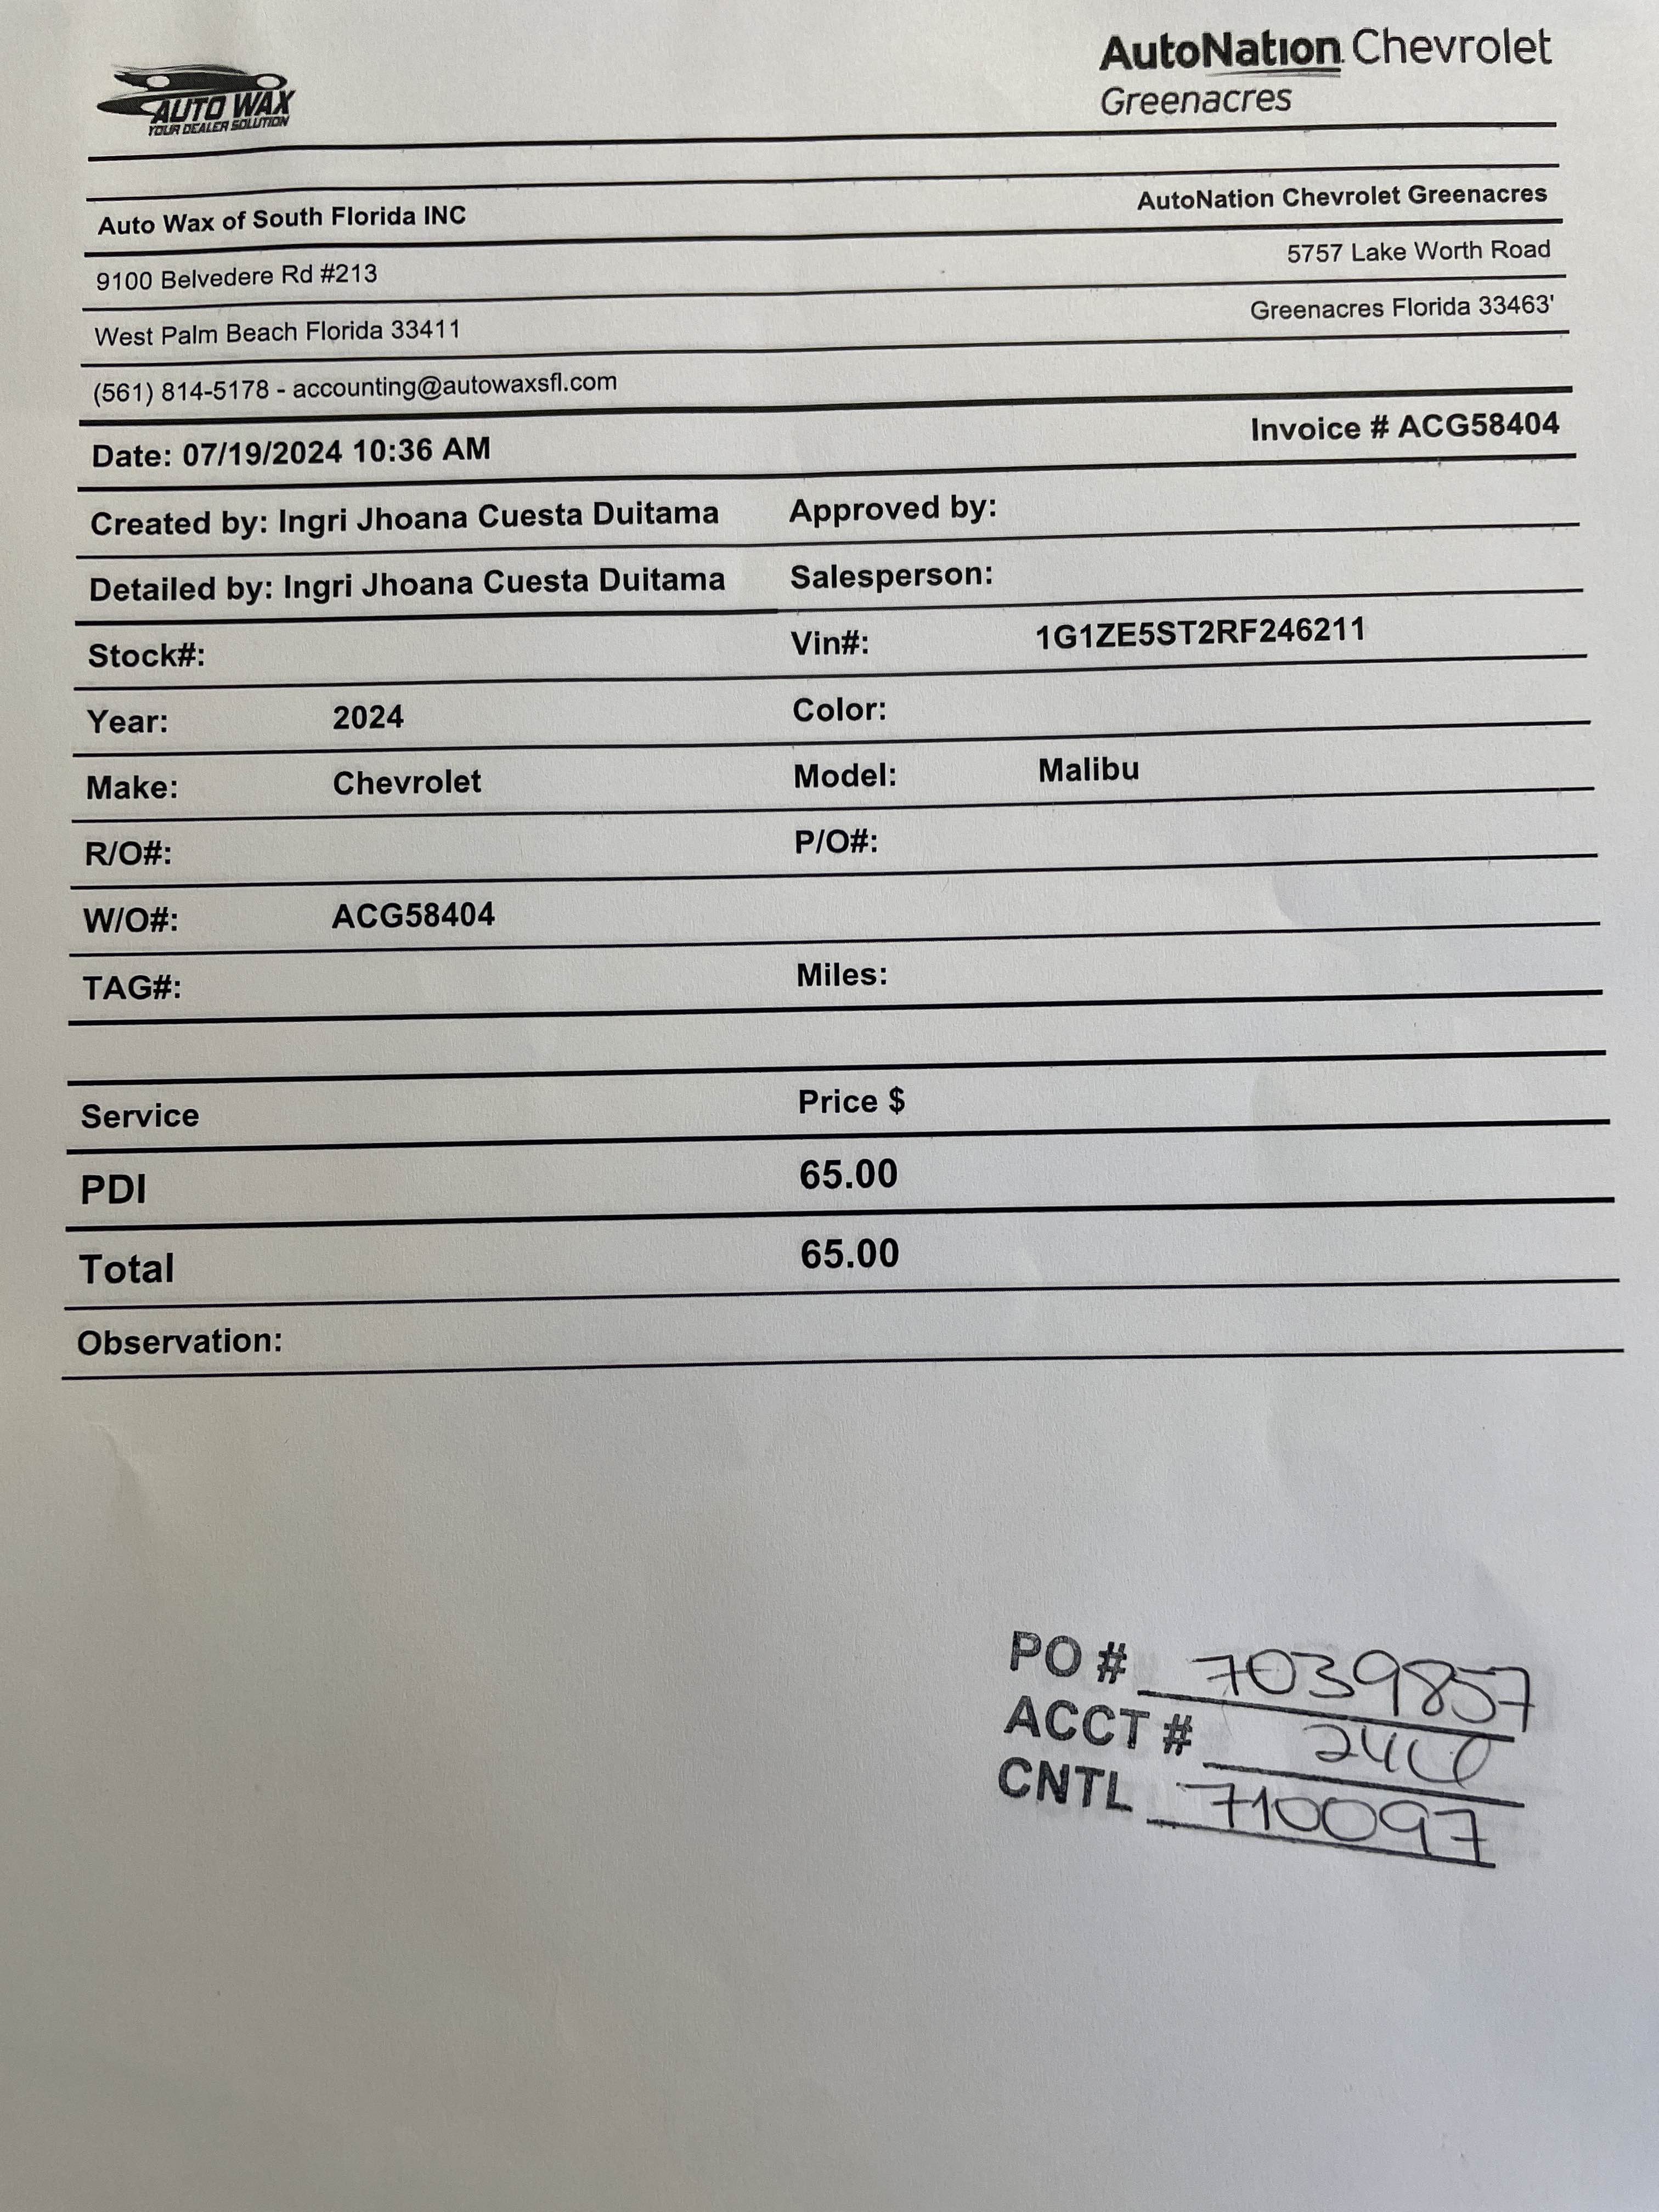 AUTO WAX
YOUR DEALER SOLUTION
AutoNation Chevrolet
Greenacres
Auto Wax of South Florida INC
AutoNation Chevrolet Greenacres
9100 Belvedere Rd #213
5757 Lake Worth Road
West Palm Beach Florida 33411
Greenacres Florida 33463'
(561) 814-5178 - accounting@autowaxsfl.com
Date: 07/19/2024 10:36 AM
Invoice # ACG58404
Created by: Ingri Jhoana Cuesta Duitama Approved by:
Detailed by: Ingri Jhoana Cuesta Duitama Salesperson:
Stock#: Vin#: 1G1ZE5ST2RF246211
Year: 2024 Color:
Make: Chevrolet Model: Malibu
R/O#: P/O#:
W/O#: ACG58404
TAG#: Miles:
Service Price $
PDI 65.00
Total 65.00
Observation:
PO # 7039857
ACCT #
CNTL 710097